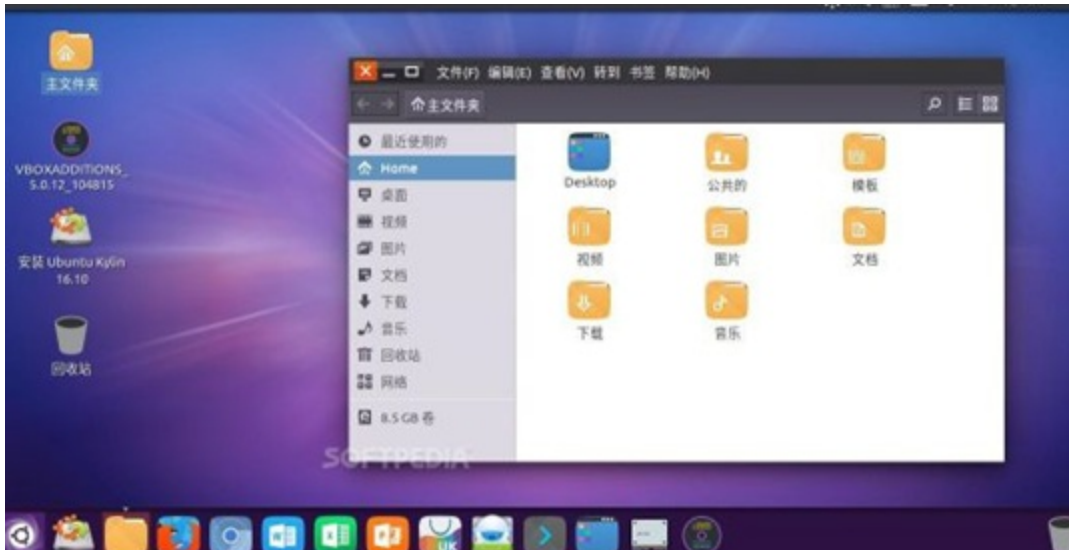 主文件夹
VBOXADDITIONS_
5.0.12_104815
安装 Ubuntu Kylin
16.10
回收站
文件(F) 编辑(E) 查看(V) 转到 书签 帮助(H)
主文件夹
最近使用的
Home
桌面
视频
图片
文档
下载
音乐
回收站
网络
8.5 GB 卷
Desktop
公共的
模板
视频
图片
文档
下载
音乐
SOFTPEDIA
UK